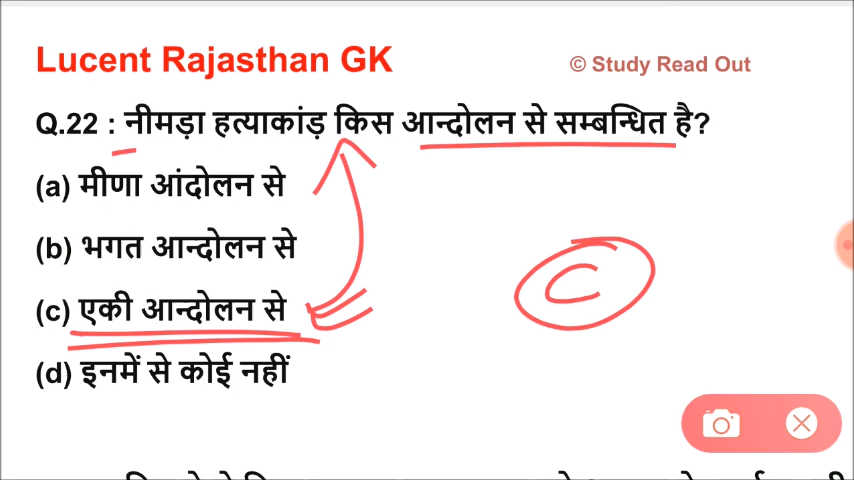 Lucent Rajasthan GK
© Study Read Out
Q.22 : नीमड़ा हत्याकांड़ किस आन्दोलन से सम्बन्धित है?
(a) मीणा आंदोलन से
(b) भगत आन्दोलन से
(c) एकी आन्दोलन से
C
(d) इनमें से कोई नहीं